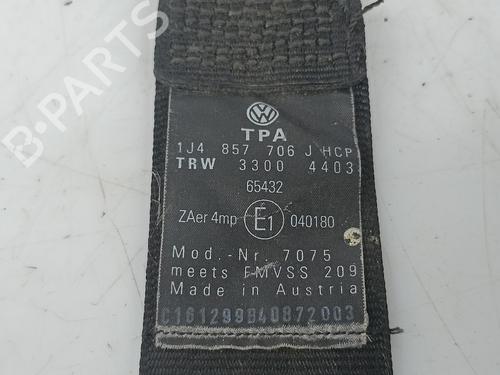 TPA
1J4 857 706 J HCP
TRW 3300 4403
65432
ZAer 4mp E1 040180
Mod.-Nr. 7075
meets FMVSS 209
Made in Austria
C161299B40872003
B-PARTS